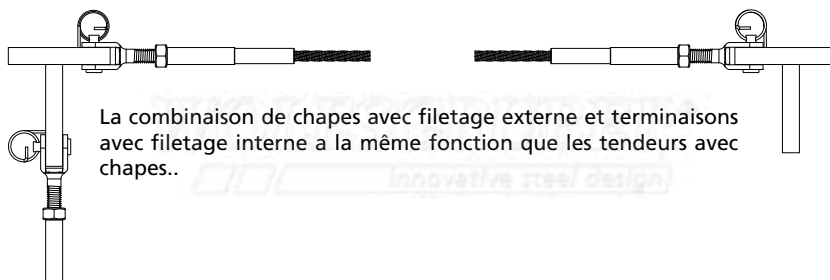 La combinaison de chapes avec filetage externe et terminaisons
avec filetage interne a la même fonction que les tendeurs avec
chapes..
innovative steel design